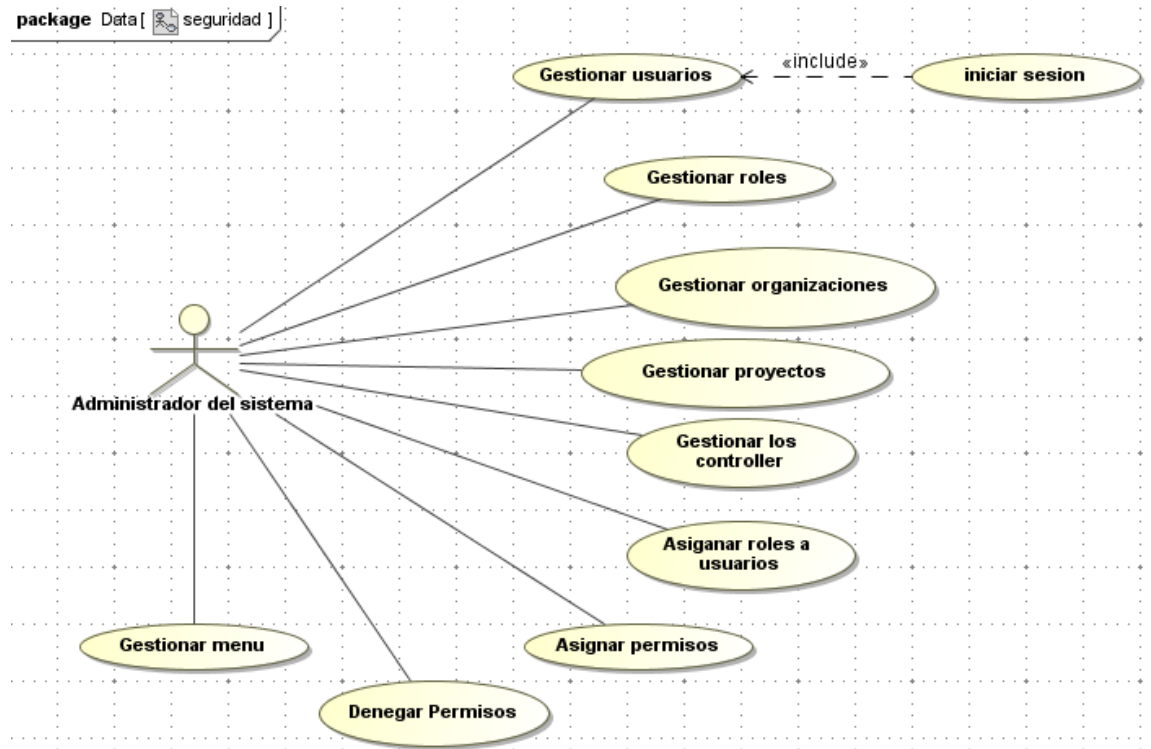 package Data [ seguridad ]
Gestionar usuarios
«include»
iniciar sesion
Gestionar roles
Gestionar organizaciones
Gestionar proyectos
Administrador del sistema
Gestionar los
controller
Asiganar roles a
usuarios
Gestionar menu
Asignar permisos
Denegar Permisos